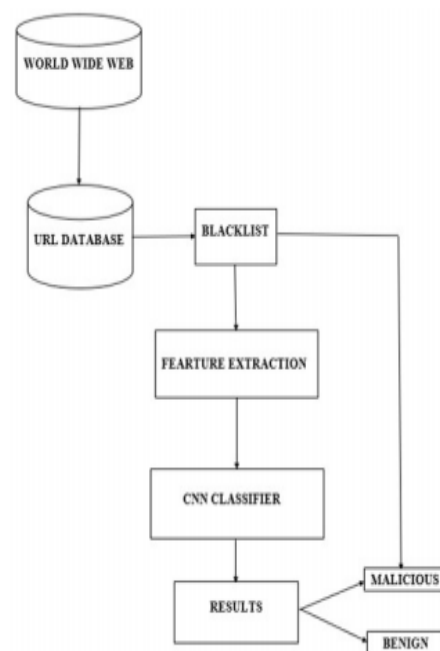 WORLD WIDE WEB
URL DATABASE
BLACKLIST
FEARTURE EXTRACTION
CNN CLASSIFIER
RESULTS
MALICIOUS
BENIGN